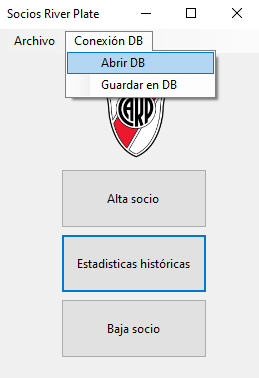 Socios River Plate
Archivo Conexión DB
Abrir DB
Guardar en DB
CARP
Alta socio
Estadisticas históricas
Baja socio